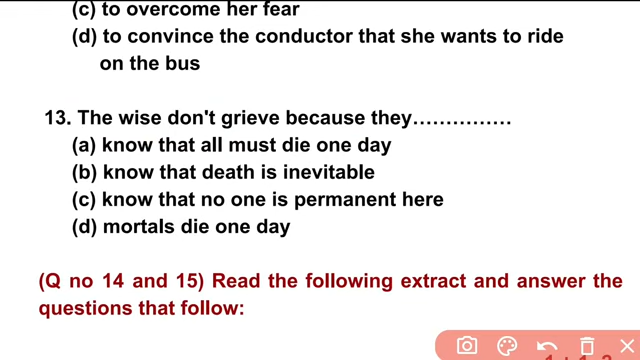 (c) to overcome her fear
(d) to convince the conductor that she wants to ride
on the bus
13. The wise don't grieve because they...............
(a) know that all must die one day
(b) know that death is inevitable
(c) know that no one is permanent here
(d) mortals die one day
(Q no 14 and 15) Read the following extract and answer the
questions that follow: